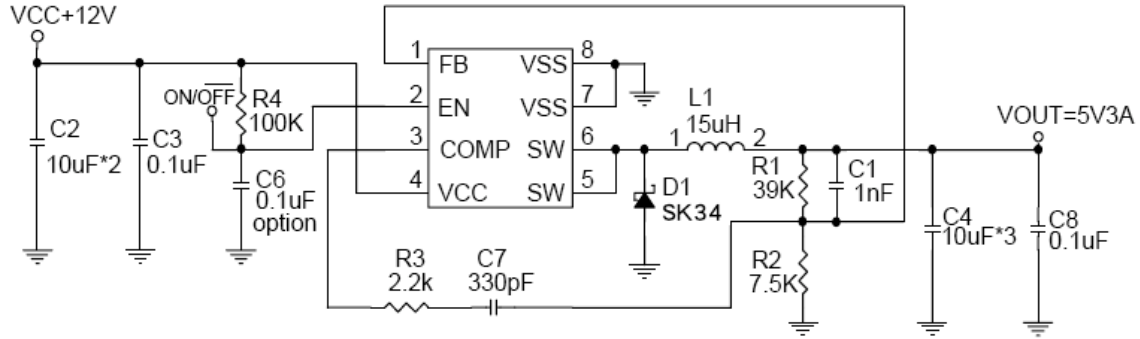 VCC+12V
ON/OFF
R4
100K
C2
10uF*2
C3
0.1uF
C6
0.1uF
option
1
2
3
4
FB
EN
COMP
VCC
VSS
VSS
SW
SW
8
7
6
5
R3
2.2k
C7
330pF
D1
SK34
L1
1
15uH
2
R1
39K
C1
1nF
R2
7.5K
VOUT=5V3A
C4
10uF*3
C8
0.1uF